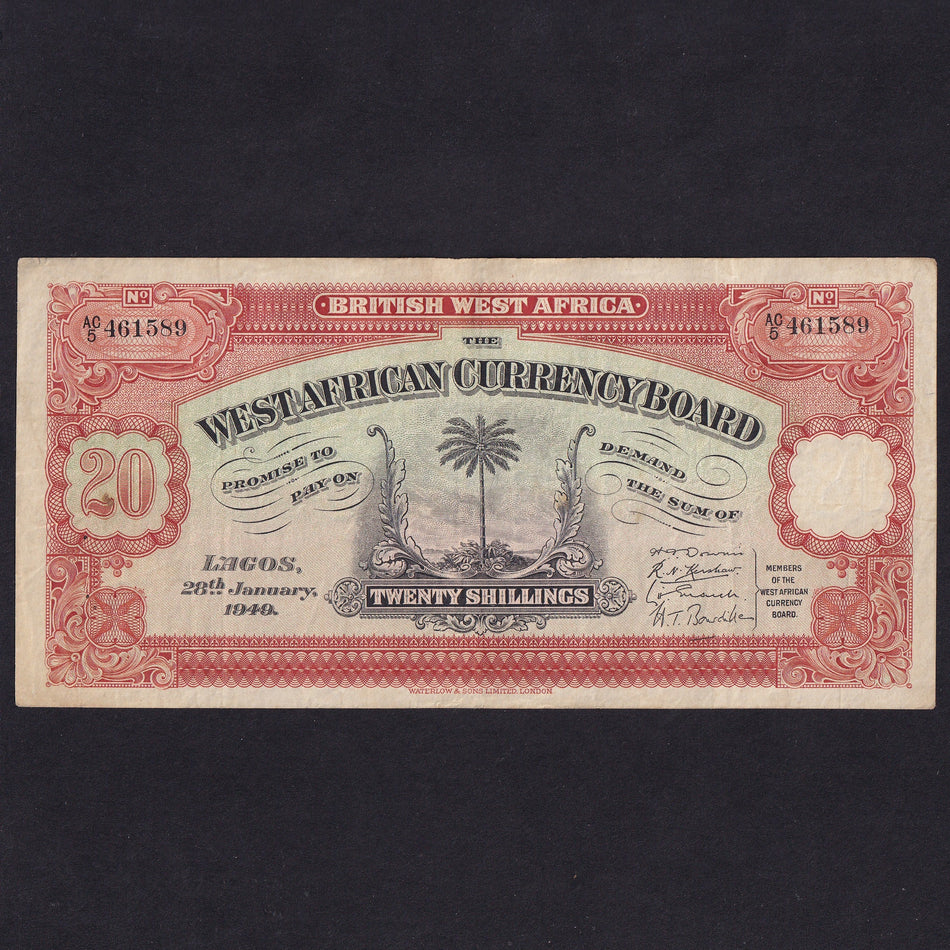 Nº
BRITISH WEST AFRICA
Nº
AC/5 461589
AC/5 461589
THE
WEST AFRICAN CURRENCY BOARD
PROMISE TO
PAY ON
DEMAND
THE SUM OF
20
LAGOS,
28th January,
1949.
TWENTY SHILLINGS
R. N. Kershaw
MEMBERS
OF THE
WEST AFRICAN
CURRENCY
BOARD.
WATERLOW & SONS LIMITED, LONDON